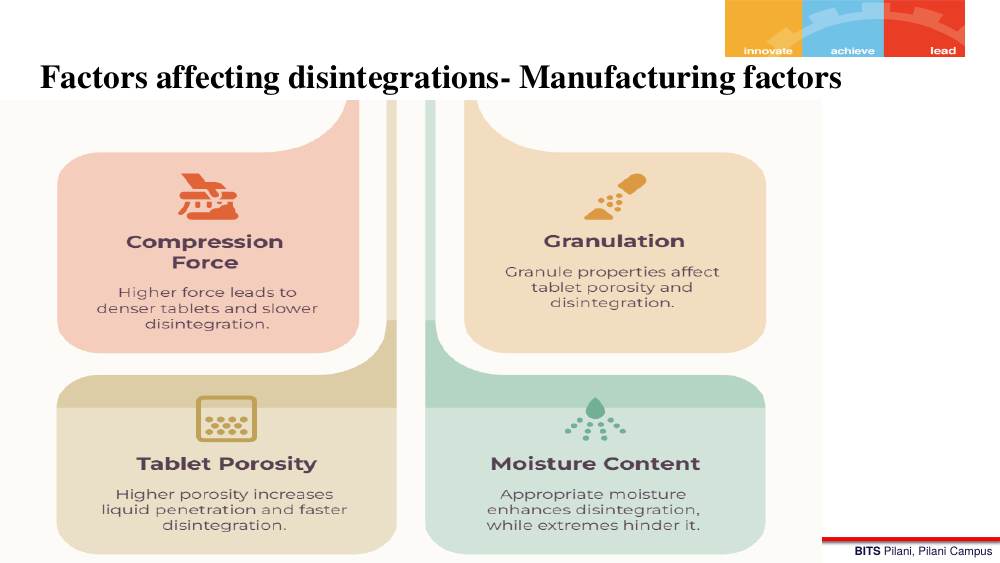 innovate achieve lead
Factors affecting disintegrations- Manufacturing factors
Compression
Force
Higher force leads to
denser tablets and slower
disintegration.
Granulation
Granule properties affect
tablet porosity and
disintegration.
Tablet Porosity
Higher porosity increases
liquid penetration and faster
disintegration.
Moisture Content
Appropriate moisture
enhances disintegration,
while extremes hinder it.
BITS Pilani, Pilani Campus